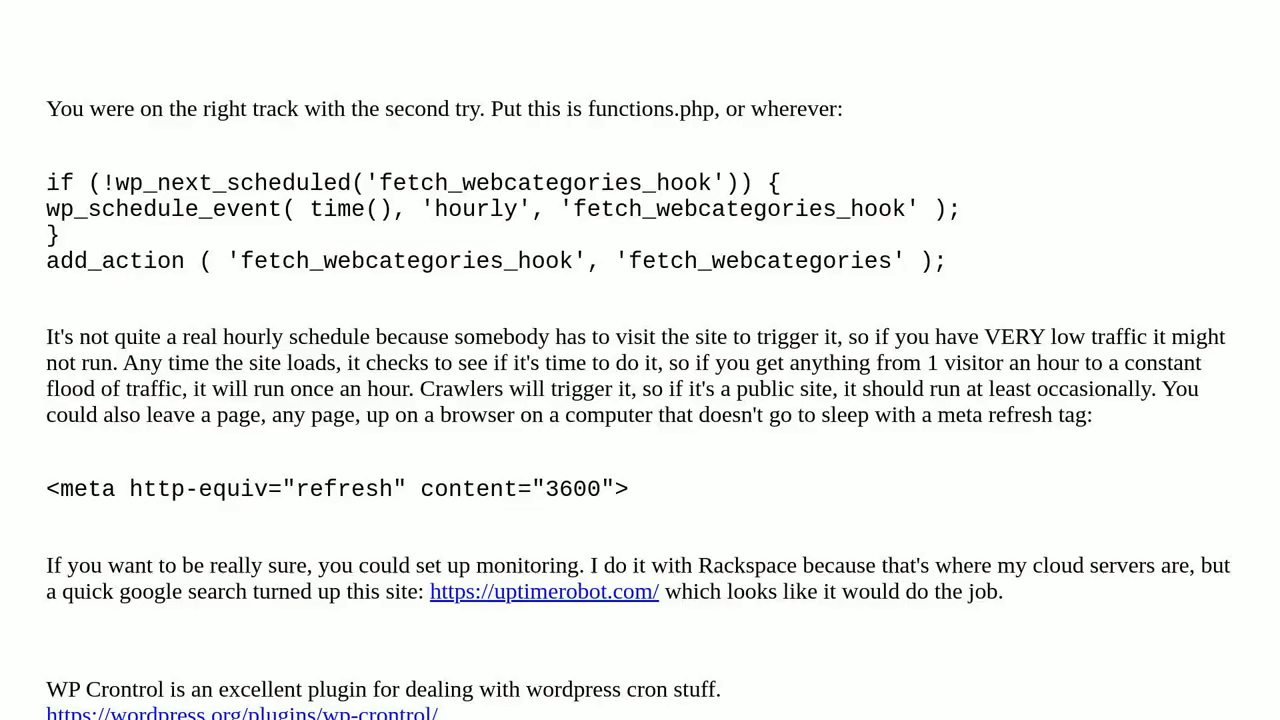 You were on the right track with the second try. Put this is functions.php, or wherever:
if (!wp_next_scheduled('fetch_webcategories_hook')) {
wp_schedule_event( time(), 'hourly', 'fetch_webcategories_hook' );
}
add_action ( 'fetch_webcategories_hook', 'fetch_webcategories' );
It's not quite a real hourly schedule because somebody has to visit the site to trigger it, so if you have VERY low traffic it might
not run. Any time the site loads, it checks to see if it's time to do it, so if you get anything from 1 visitor an hour to a constant
flood of traffic, it will run once an hour. Crawlers will trigger it, so if it's a public site, it should run at least occasionally. You
could also leave a page, any page, up on a browser on a computer that doesn't go to sleep with a meta refresh tag:
<meta http-equiv="refresh" content="3600">
If you want to be really sure, you could set up monitoring. I do it with Rackspace because that's where my cloud servers are, but
a quick google search turned up this site: https://uptimerobot.com/ which looks like it would do the job.
WP Crontrol is an excellent plugin for dealing with wordpress cron stuff.
https://wordpress.org/plugins/wp-crontrol/